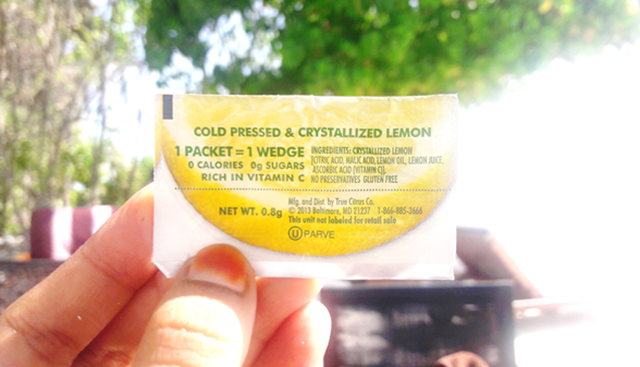 COLD PRESSED & CRYSTALLIZED LEMON
1 PACKET = 1 WEDGE
0 CALORIES 0g SUGARS
RICH IN VITAMIN C
INGREDIENTS: CRYSTALLIZED LEMON
[CITRIC ACID, MALIC ACID, LEMON OIL, LEMON JUICE,
ASCORBIC ACID (VITAMIN C)],
NO PRESERVATIVES GLUTEN FREE
NET WT. 0.8g
Mfg. and Dist. by True Citrus Co.
© 2013 Baltimore, MD 21237 1-866-885-3666
This unit not labeled for retail sale
U PARVE